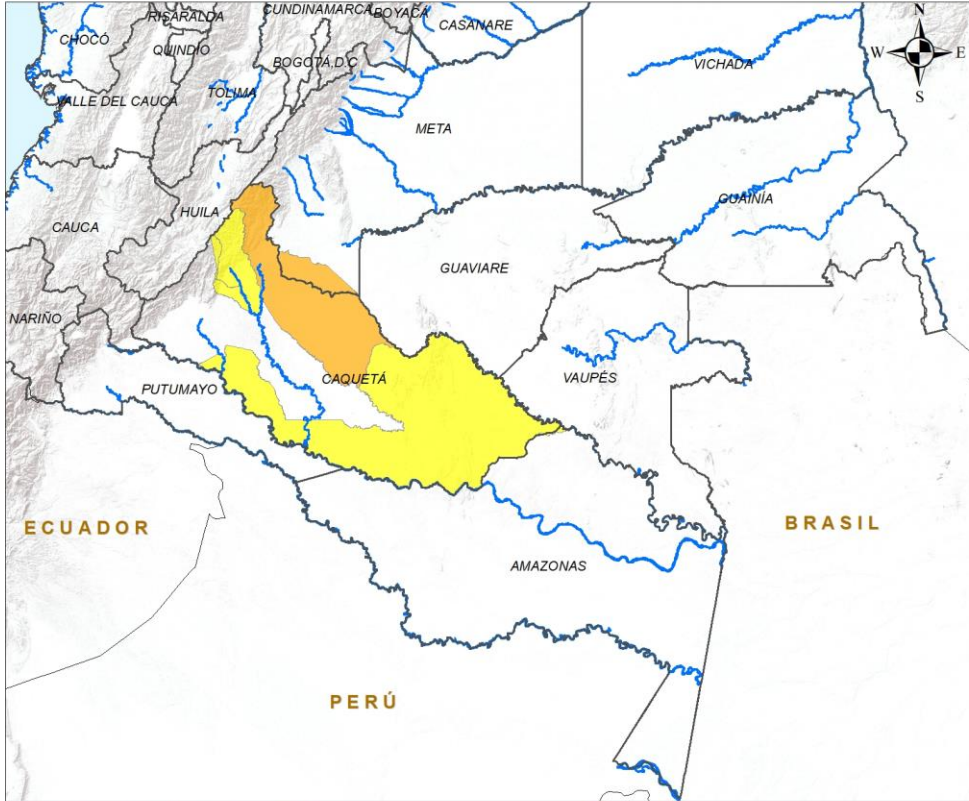 RISARALDA
CUNDINAMARCA
BOYACÁ
CASANARE
N
CHOCÓ
QUINDIO
BOGOTÁ,D.C
W
E
VICHADA
S
VALLE DEL CAUCA
TOLIMA
META
HUILA
GUAINÍA
CAUCA
GUAVIARE
NARIÑO
CAQUETÁ
VAUPÉS
PUTUMAYO
ECUADOR
BRASIL
AMAZONAS
PERÚ